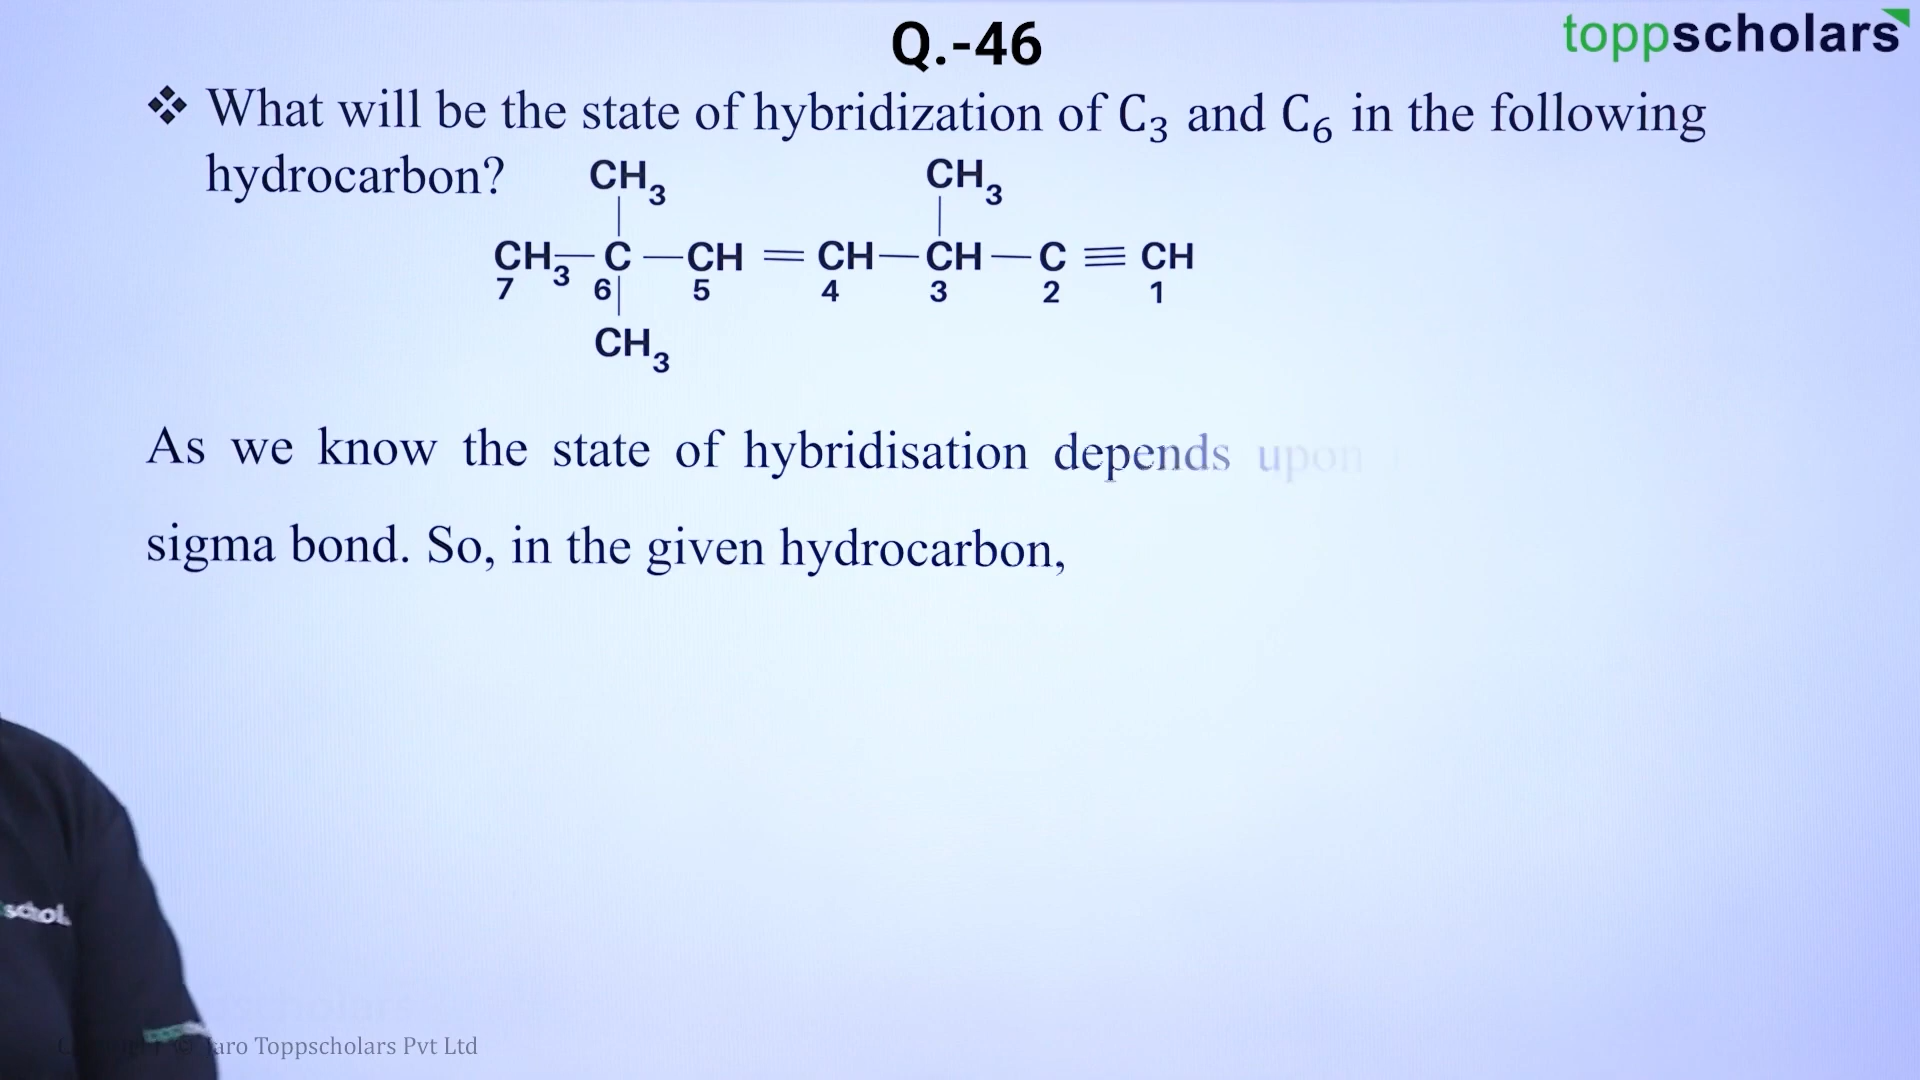 Q.-46
toppscholars
❖ What will be the state of hybridization of C₃ and C₆ in the following
hydrocarbon?
CH₃ CH₃
CH₃—C—CH=CH—CH—C≡CH
7 6 5 4 3 2 1
CH₃
As we know the state of hybridisation depends upon
sigma bond. So, in the given hydrocarbon,
schol
Jaro Toppscholars Pvt Ltd